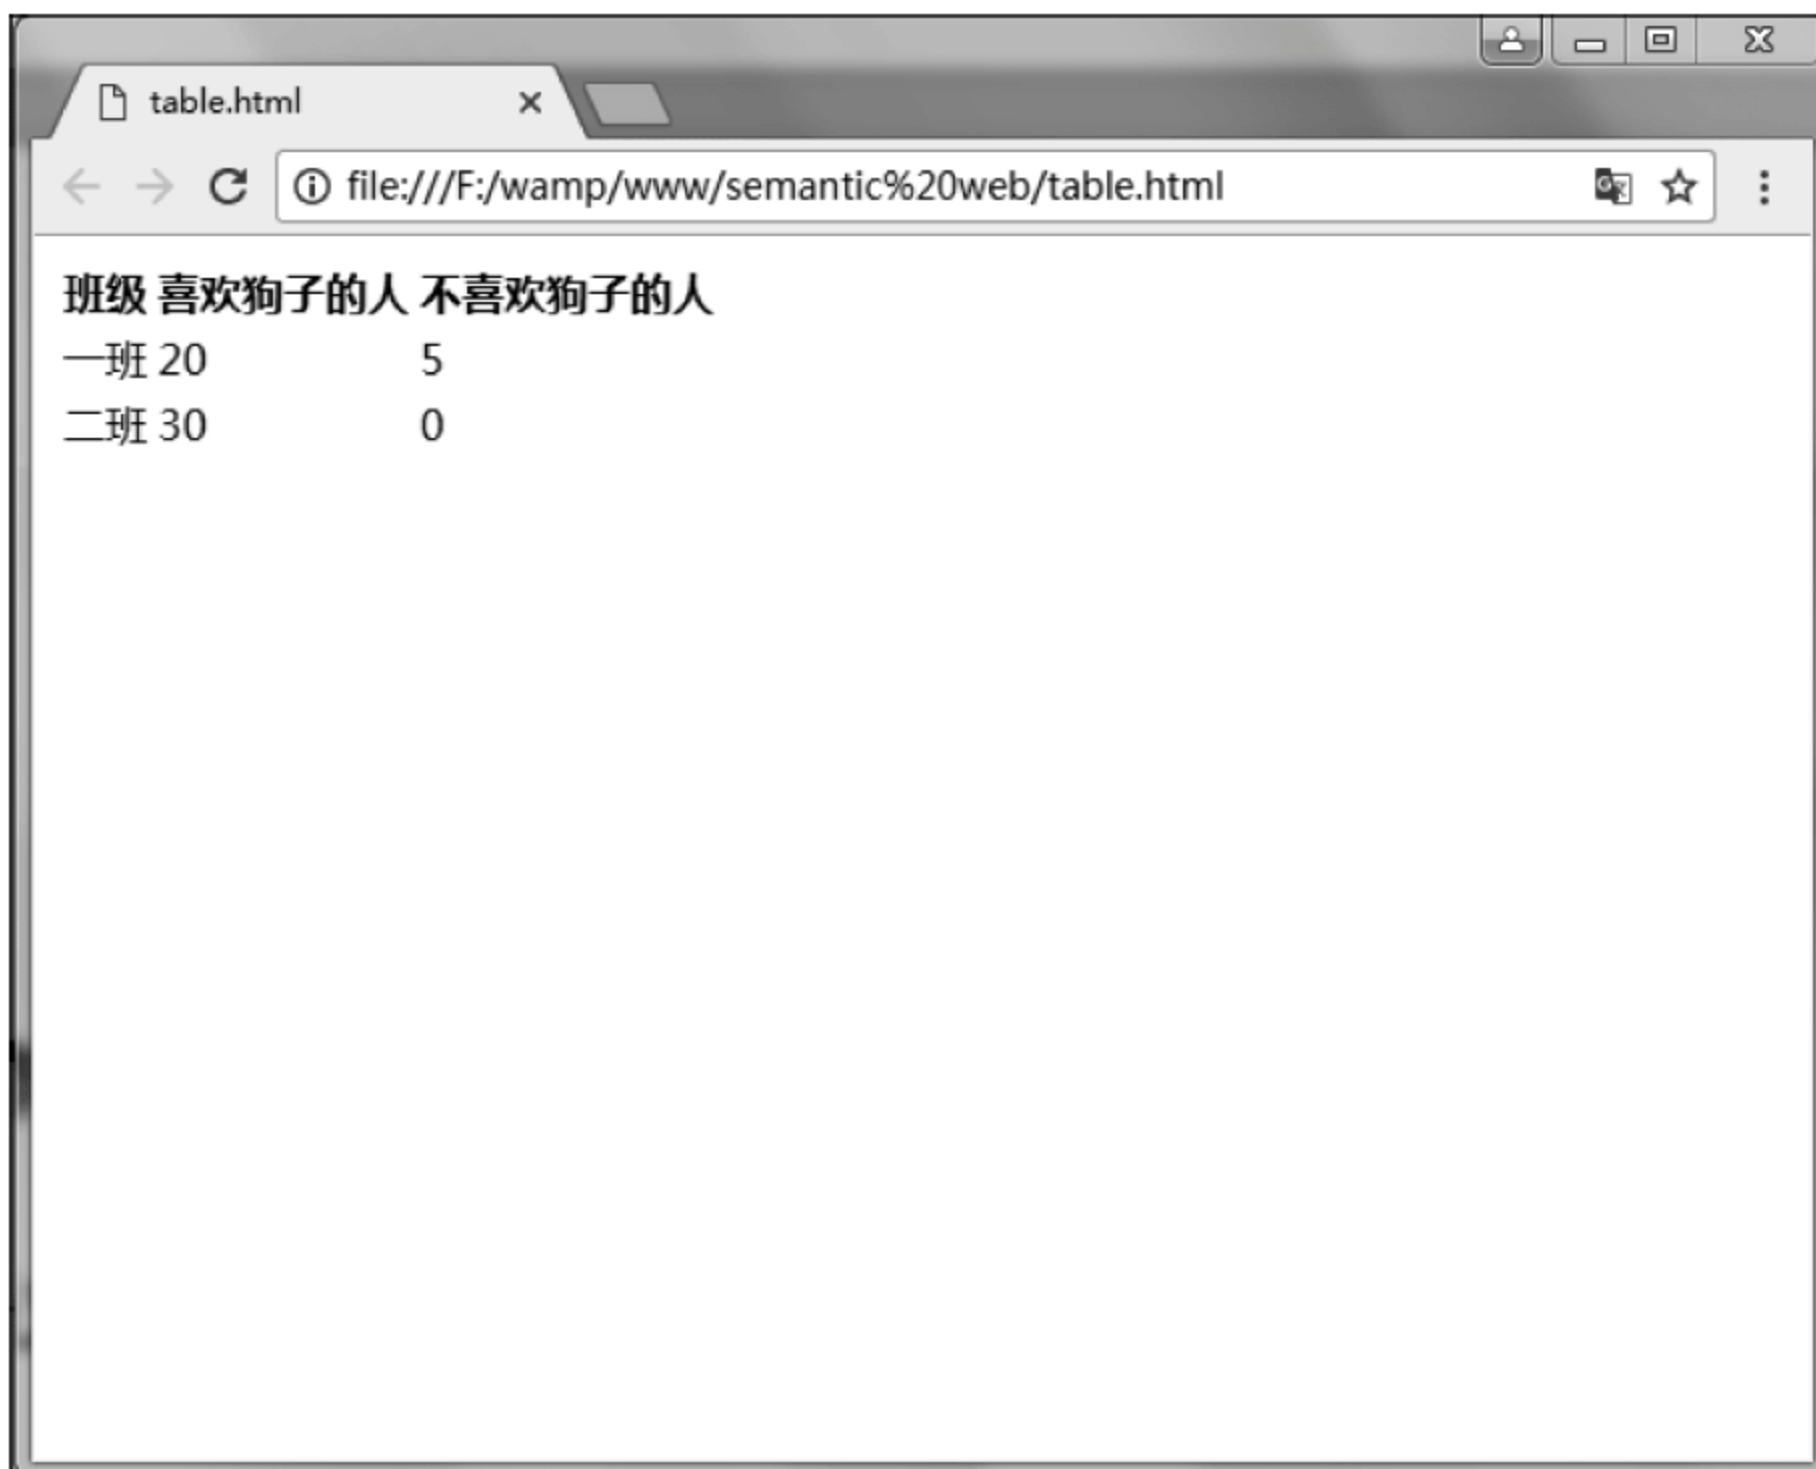 table.html
file:///F:/wamp/www/semantic%20web/table.html
班级 喜欢狗子的人 不喜欢狗子的人
一班 20 5
二班 30 0